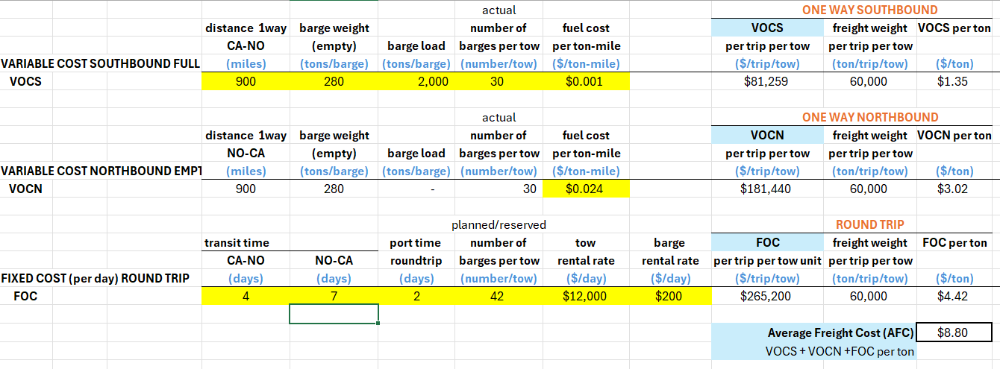 actual ONE WAY SOUTHBOUND
distance 1way barge weight number of fuel cost VOCS freight weight VOCS per ton
CA-NO (empty) barge load barges per tow per ton-mile per trip per tow per trip per tow
VARIABLE COST SOUTHBOUND FULL (miles) (tons/barge) (tons/barge) (number/tow) ($/ton-mile) ($/trip/tow) (ton/trip/tow) ($/ton)
VOCS 900 280 2,000 30 $0.001 $81,259 60,000 $1.35
actual ONE WAY NORTHBOUND
distance 1way barge weight number of fuel cost VOCN freight weight VOCN per ton
NO-CA (empty) barge load barges per tow per ton-mile per trip per tow per trip per tow
VARIABLE COST NORTHBOUND EMPT (miles) (tons/barge) (tons/barge) (number/tow) ($/ton-mile) ($/trip/tow) (ton/trip/tow) ($/ton)
VOCN 900 280 - 30 $0.024 $181,440 60,000 $3.02
planned/reserved ROUND TRIP
transit time port time number of tow barge FOC freight weight FOC per ton
CA-NO NO-CA roundtrip barges per tow rental rate rental rate per trip per tow unit per trip per tow
FIXED COST (per day) ROUND TRIP (days) (days) (days) (number/tow) ($/day) ($/day) ($/trip/tow) (ton/trip/tow) ($/ton)
FOC 4 7 2 42 $12,000 $200 $265,200 60,000 $4.42
Average Freight Cost (AFC) $8.80
VOCS + VOCN +FOC per ton